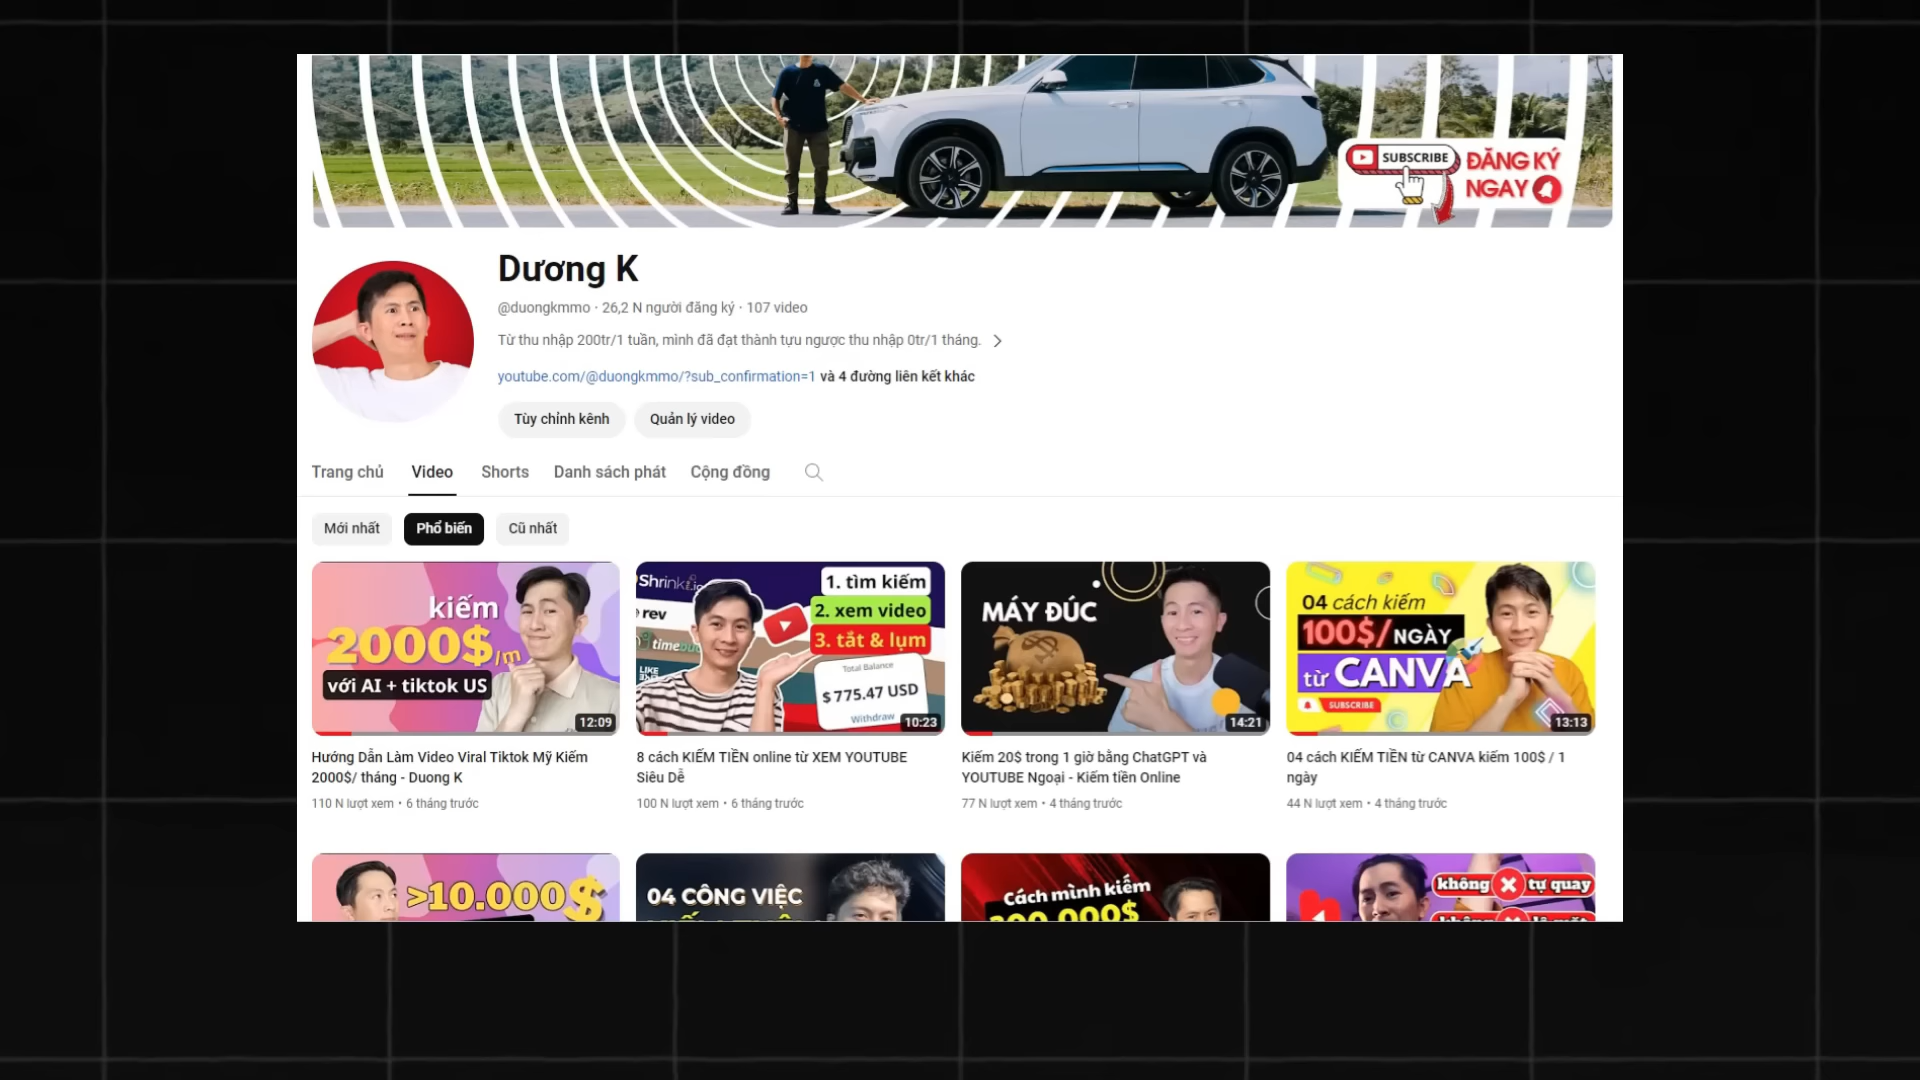 SUBSCRIBE
ĐĂNG KÝ
NGAY
Dương K
@duongkmmo · 26,2 N người đăng ký · 107 video
Từ thu nhập 200tr/1 tuần, mình đã đạt thành tựu ngược thu nhập 0tr/1 tháng.
youtube.com/@duongkmmo/?sub_confirmation=1 và 4 đường liên kết khác
Tùy chỉnh kênh
Quản lý video
Trang chủ
Video
Shorts
Danh sách phát
Cộng đồng
Mới nhất
Phổ biến
Cũ nhất
kiếm
2000$/m
với AI + tiktok US
12:09
Hướng Dẫn Làm Video Viral Tiktok Mỹ Kiếm
2000$/ tháng - Duong K
110 N lượt xem • 6 tháng trước
Shrink
rev
1. tìm kiếm
2. xem video
3. tắt & lụm
LIKE
Total Balance
$ 775.47 USD
Withdraw
10:23
8 cách KIẾM TIỀN online từ XEM YOUTUBE
Siêu Dễ
100 N lượt xem • 6 tháng trước
MÁY ĐÚC
14:21
Kiếm 20$ trong 1 giờ bằng ChatGPT và
YOUTUBE Ngoại - Kiếm tiền Online
77 N lượt xem • 4 tháng trước
04 cách kiếm
100$/NGÀY
từ CANVA
SUBSCRIBE
13:13
04 cách KIẾM TIỀN từ CANVA kiếm 100$ / 1
ngày
44 N lượt xem • 4 tháng trước
>10.000$
04 CÔNG VIỆC
Cách mình kiếm
không tự quay